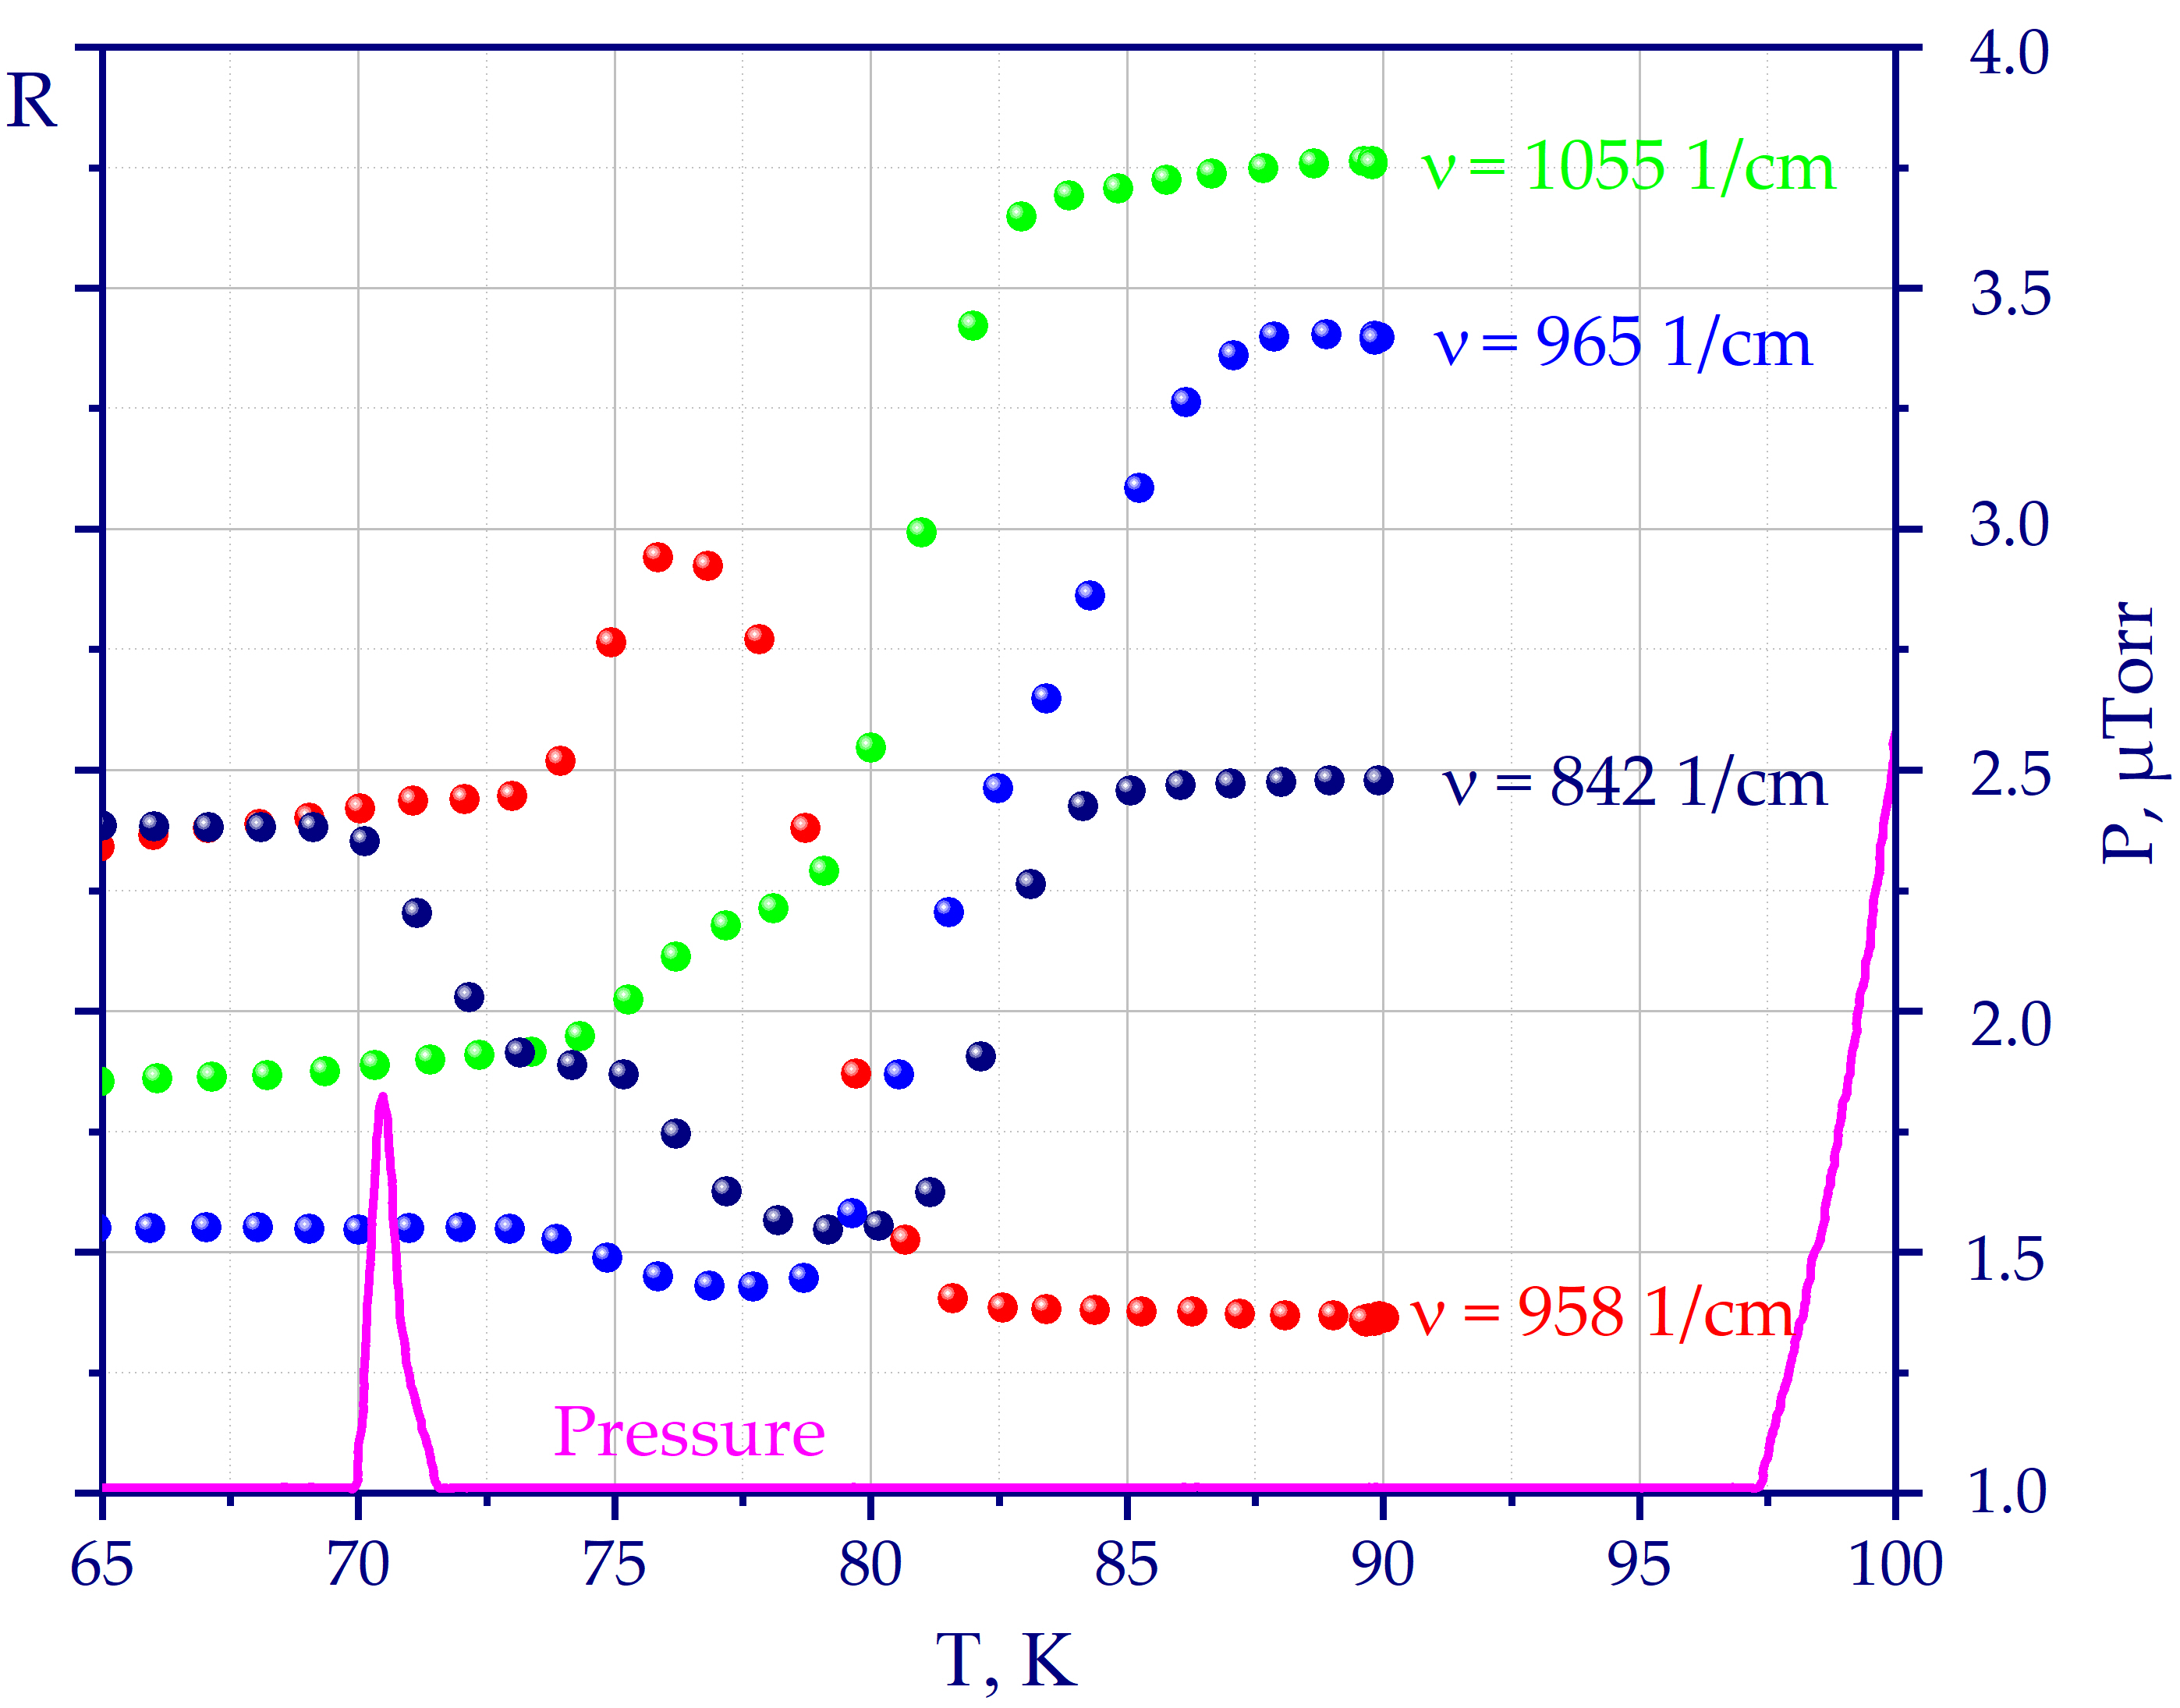 R
4.0
ν = 1055 1/cm
3.5
ν = 965 1/cm
3.0
P, μTorr
2.5
ν = 842 1/cm
2.0
1.5
ν = 958 1/cm
Pressure
1.0
65 70 75 80 85 90 95 100
T, K